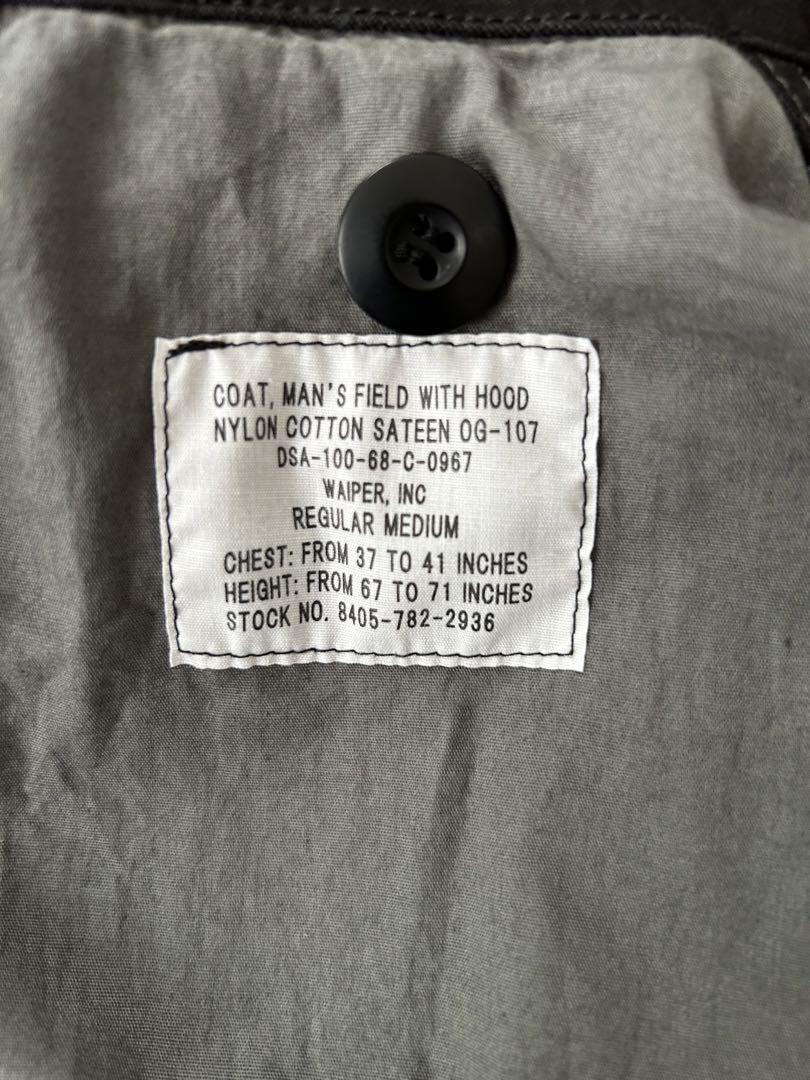 COAT, MAN'S FIELD WITH HOOD
NYLON COTTON SATEEN OG-107
DSA-100-68-C-0967
WAIPER, INC
REGULAR MEDIUM
CHEST: FROM 37 TO 41 INCHES
HEIGHT: FROM 67 TO 71 INCHES
STOCK NO. 8405-782-2936